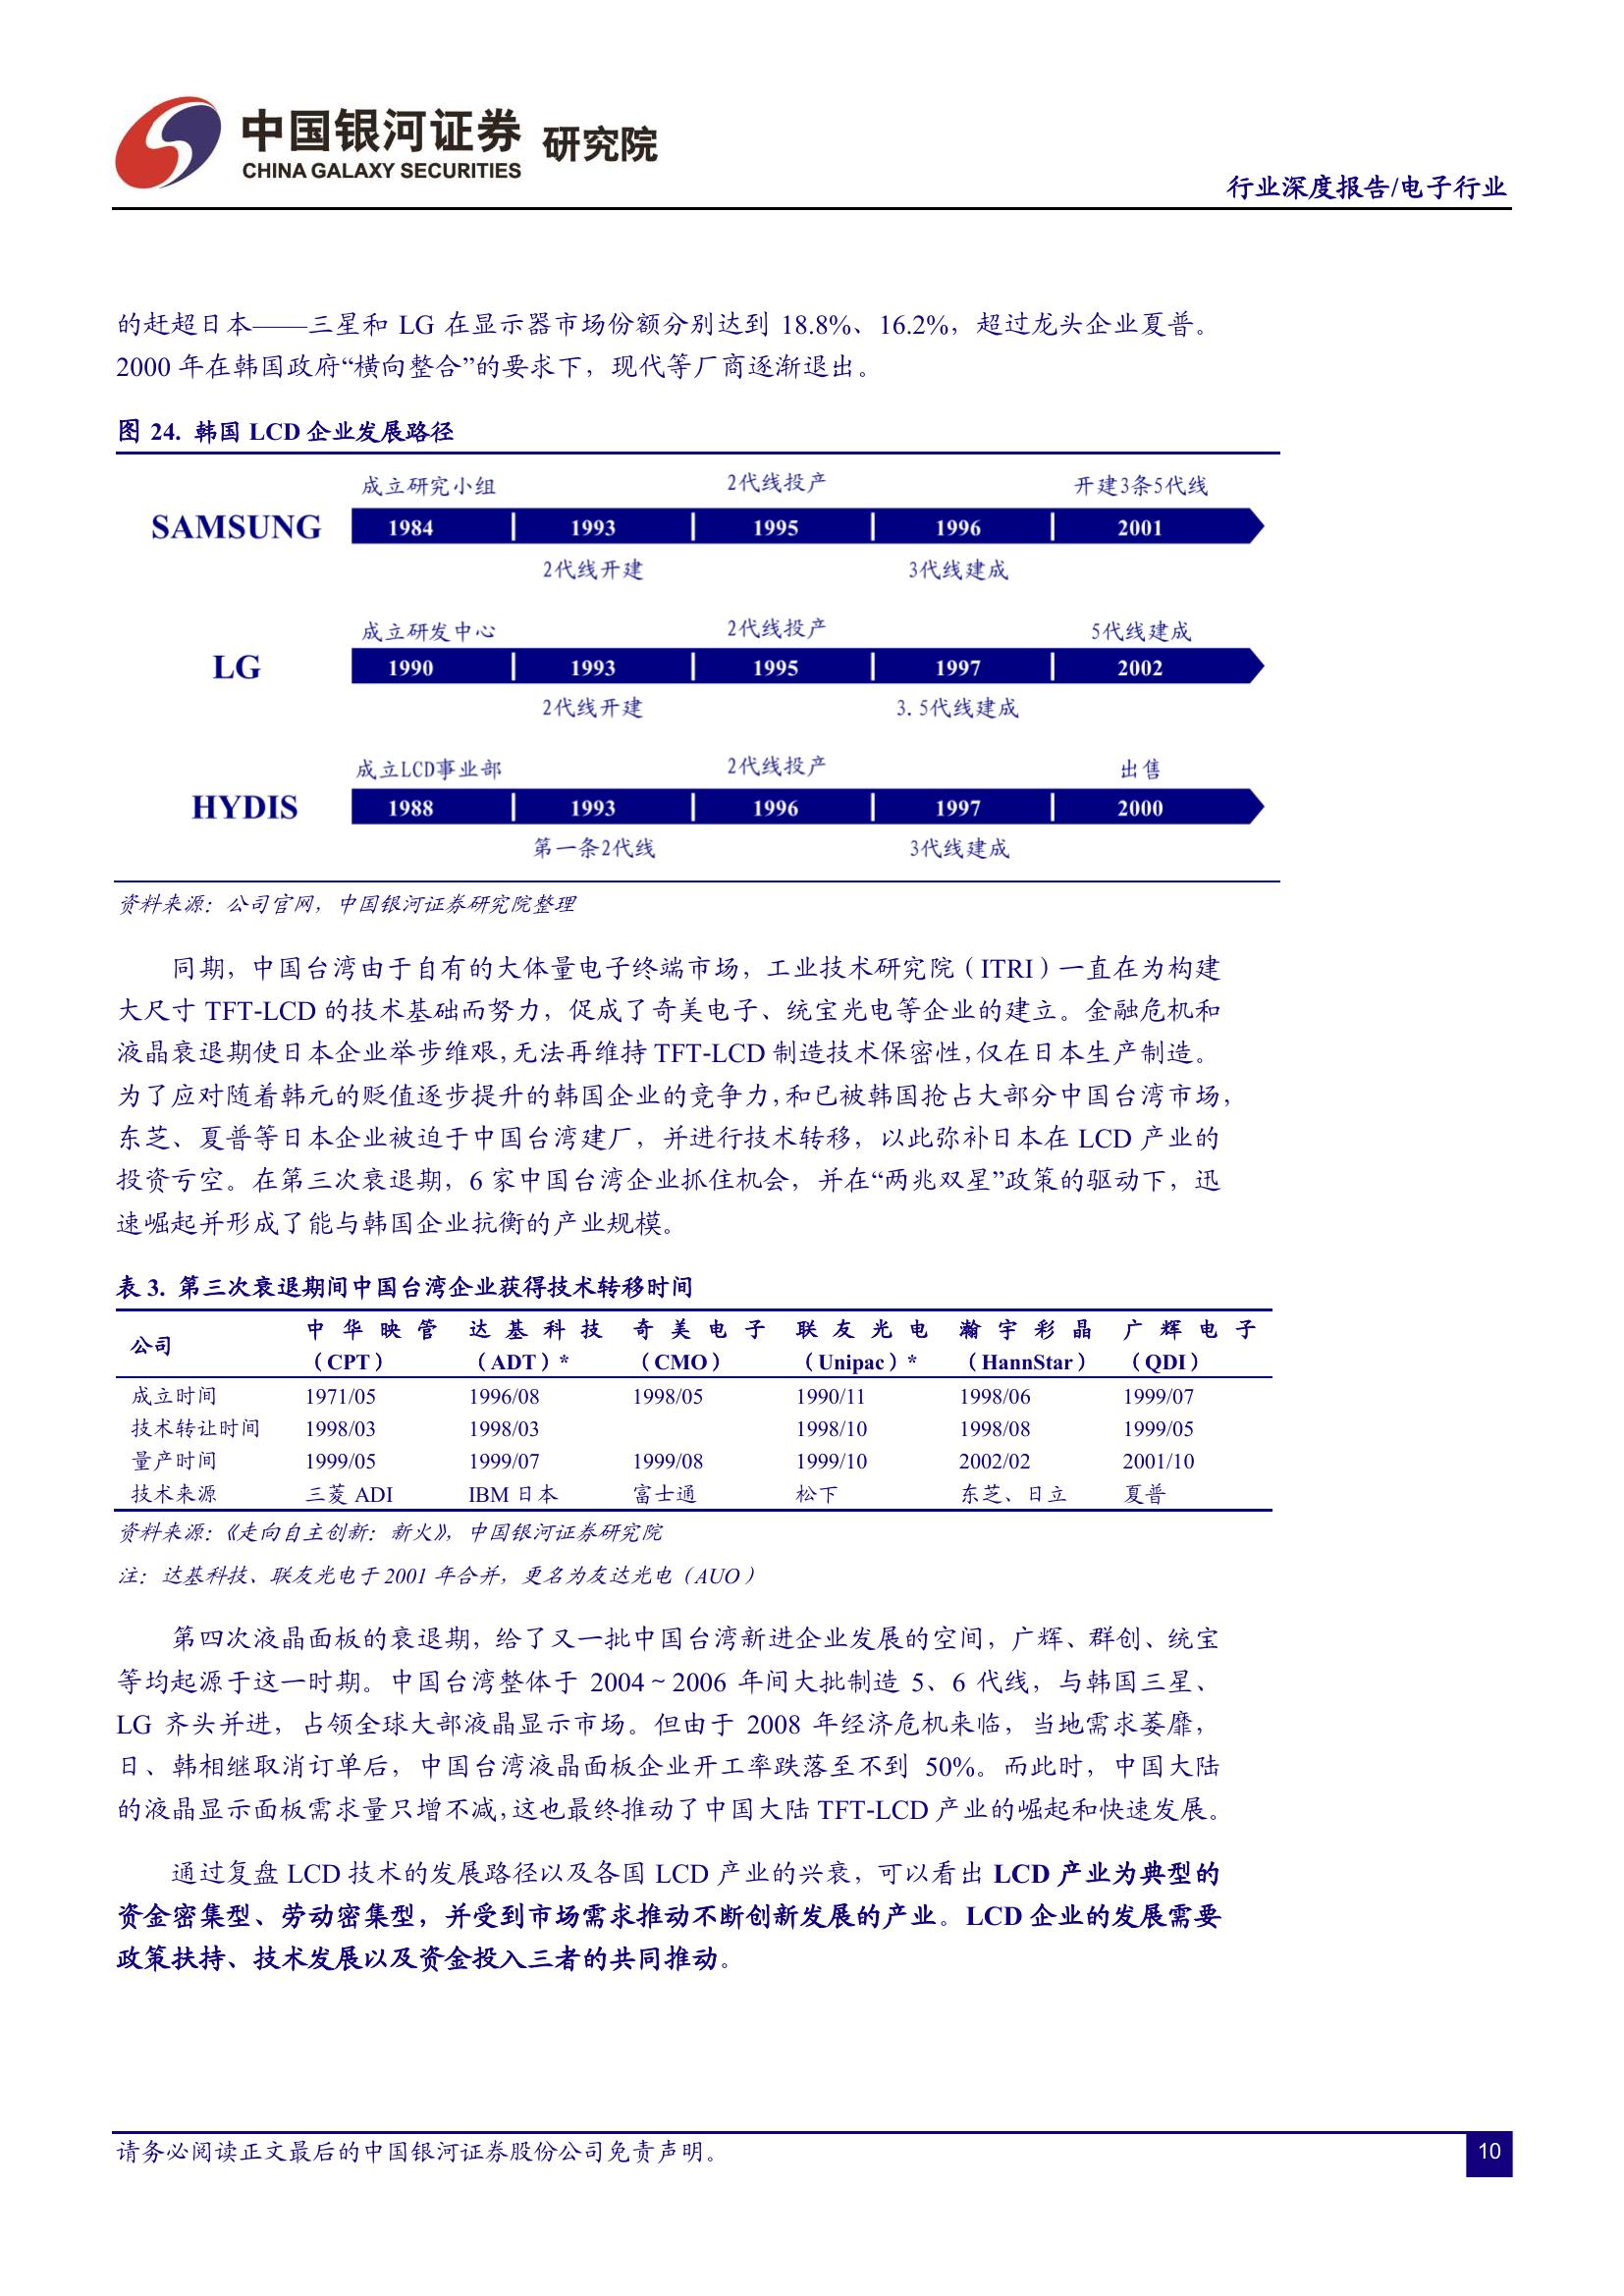 中国银河证券 研究院
CHINA GALAXY SECURITIES
行业深度报告/电子行业
的赶超日本——三星和 LG 在显示器市场份额分别达到 18.8%、16.2%，超过龙头企业夏普。
2000 年在韩国政府“横向整合”的要求下，现代等厂商逐渐退出。
图 24. 韩国 LCD 企业发展路径
成立研究小组 2代线投产 开建3条5代线
SAMSUNG 1984 1993 1995 1996 2001
2代线开建 3代线建成
成立研发中心 2代线投产 5代线建成
LG 1990 1993 1995 1997 2002
2代线开建 3.5代线建成
成立LCD事业部 2代线投产 出售
HYDIS 1988 1993 1996 1997 2000
第一条2代线 3代线建成
资料来源：公司官网，中国银河证券研究院整理
同期，中国台湾由于自有的大体量电子终端市场，工业技术研究院（ITRI）一直在为构建
大尺寸 TFT-LCD 的技术基础而努力，促成了奇美电子、统宝光电等企业的建立。金融危机和
液晶衰退期使日本企业举步维艰，无法再维持 TFT-LCD 制造技术保密性，仅在日本生产制造。
为了应对随着韩元的贬值逐步提升的韩国企业的竞争力，和已被韩国抢占大部分中国台湾市场，
东芝、夏普等日本企业被迫于中国台湾建厂，并进行技术转移，以此弥补日本在 LCD 产业的
投资亏空。在第三次衰退期，6 家中国台湾企业抓住机会，并在“两兆双星”政策的驱动下，迅
速崛起并形成了能与韩国企业抗衡的产业规模。
表 3. 第三次衰退期间中国台湾企业获得技术转移时间
公司 中华映管（CPT） 达基科技（ADT）* 奇美电子（CMO） 联友光电（Unipac）* 瀚宇彩晶（HannStar） 广辉电子（QDI）
成立时间 1971/05 1996/08 1998/05 1990/11 1998/06 1999/07
技术转让时间 1998/03 1998/03 1998/10 1998/08 1999/05
量产时间 1999/05 1999/07 1999/08 1999/10 2002/02 2001/10
技术来源 三菱 ADI IBM 日本 富士通 松下 东芝、日立 夏普
资料来源：《走向自主创新：新火》，中国银河证券研究院
注：达基科技、联友光电于 2001 年合并，更名为友达光电（AUO）
第四次液晶面板的衰退期，给了又一批中国台湾新进企业发展的空间，广辉、群创、统宝
等均起源于这一时期。中国台湾整体于 2004～2006 年间大批制造 5、6 代线，与韩国三星、
LG 齐头并进，占领全球大部液晶显示市场。但由于 2008 年经济危机来临，当地需求萎靡，
日、韩相继取消订单后，中国台湾液晶面板企业开工率跌落至不到 50%。而此时，中国大陆
的液晶显示面板需求量只增不减，这也最终推动了中国大陆 TFT-LCD 产业的崛起和快速发展。
通过复盘 LCD 技术的发展路径以及各国 LCD 产业的兴衰，可以看出 LCD 产业为典型的
资金密集型、劳动密集型，并受到市场需求推动不断创新发展的产业。LCD 企业的发展需要
政策扶持、技术发展以及资金投入三者的共同推动。
请务必阅读正文最后的中国银河证券股份公司免责声明。
10